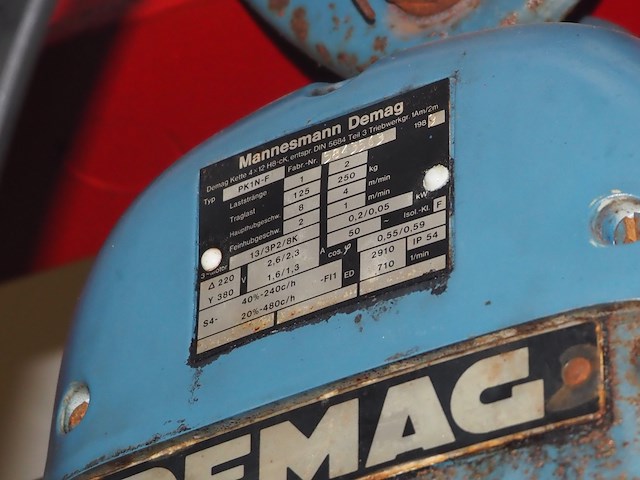 Mannesmann Demag
Demag Kette 4×12 H8-cK, entspr. DIN 5684 Teil 3 Triebwerkgr. 1Am/2m
Typ PK1N-F Fabr.-Nr. 198
Laststränge 1 2
Traglast 125 250 kg
Haupthubgeschw. 8 4 m/min
Feinhubgeschw. 2 1 m/min
3~Motor 13/3P2/8K 0,2/0,05 kW
Δ 220 V 2,6/2,3 A cos φ 50 - Isol.-Kl. F
Y 380 1,6/1,3 0,55/0,59
S4- 40%-240c/h -FI1 ED 2910 IP 54
20%-480c/h 710 1/min
DEMAG